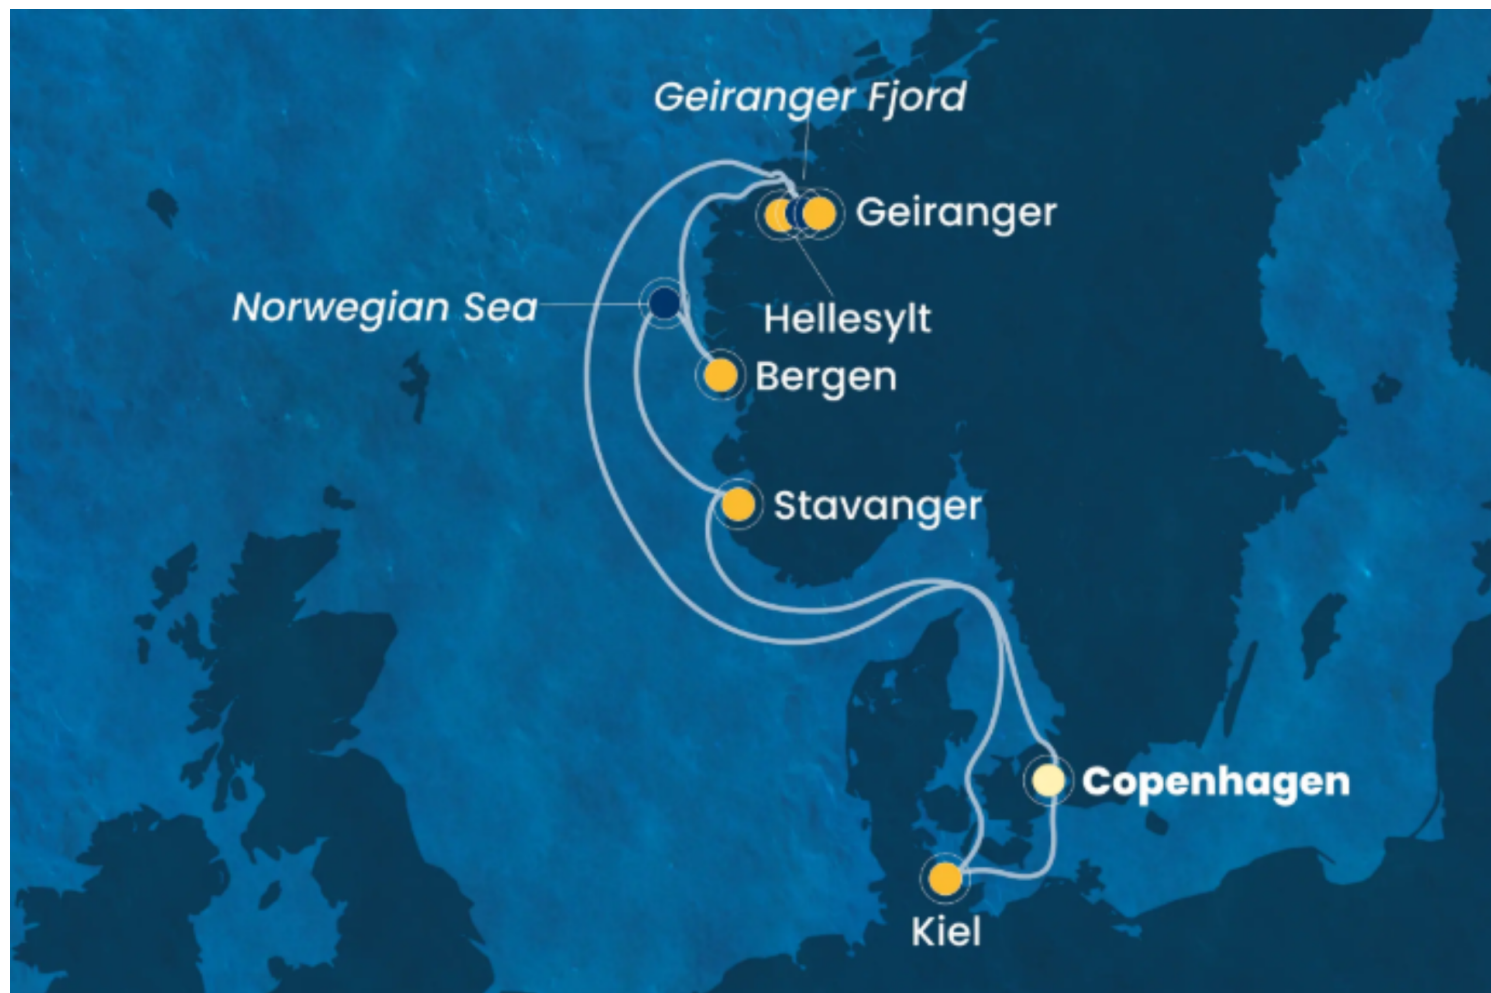 Geiranger Fjord
Geiranger
Norwegian Sea
Hellesylt
Bergen
Stavanger
Copenhagen
Kiel